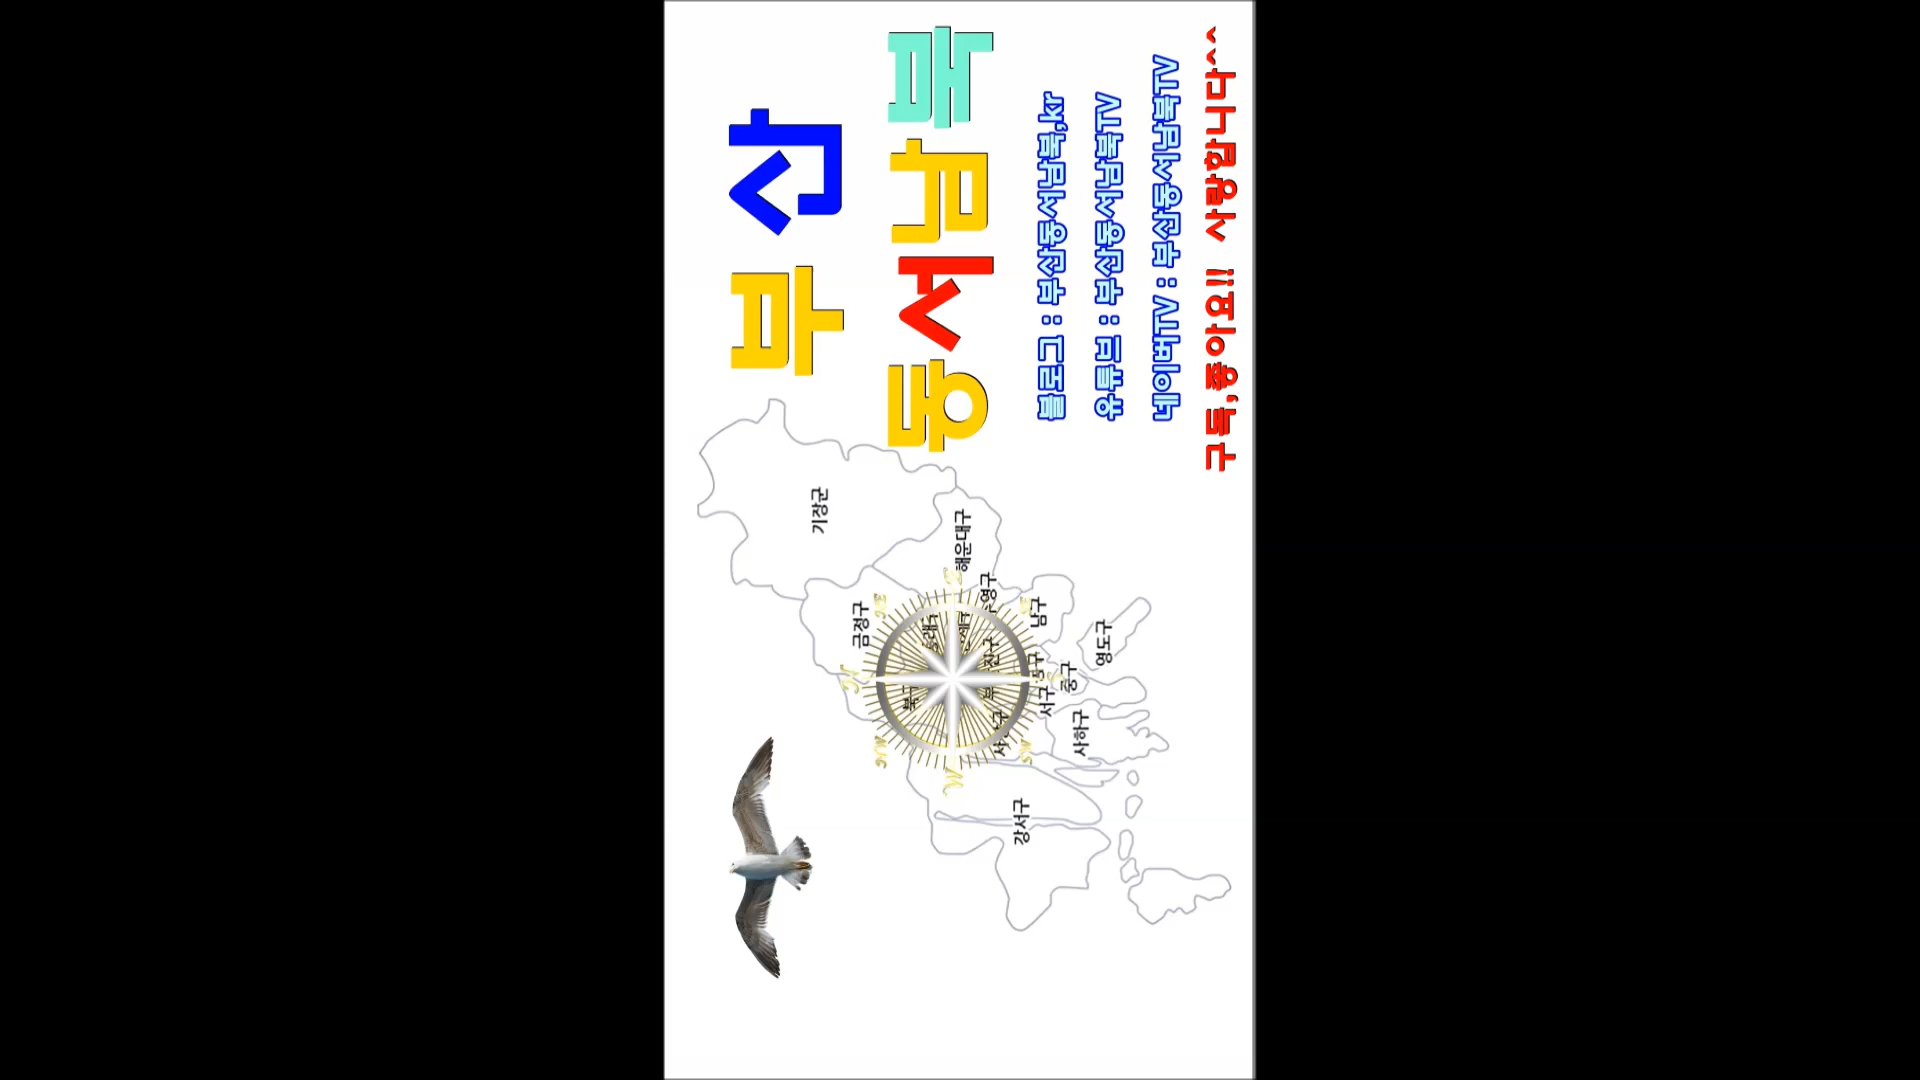 부산
동서남북
블로그 : 부산동서남북,kr
유튜브 : 부산동서남북TV
네이버TV : 부산동서남북TV
구독,좋아요!! 사랑합니다^^
기장군
해운대구
금정구
남구
영도구
중구
서구
사하구
강서구
W